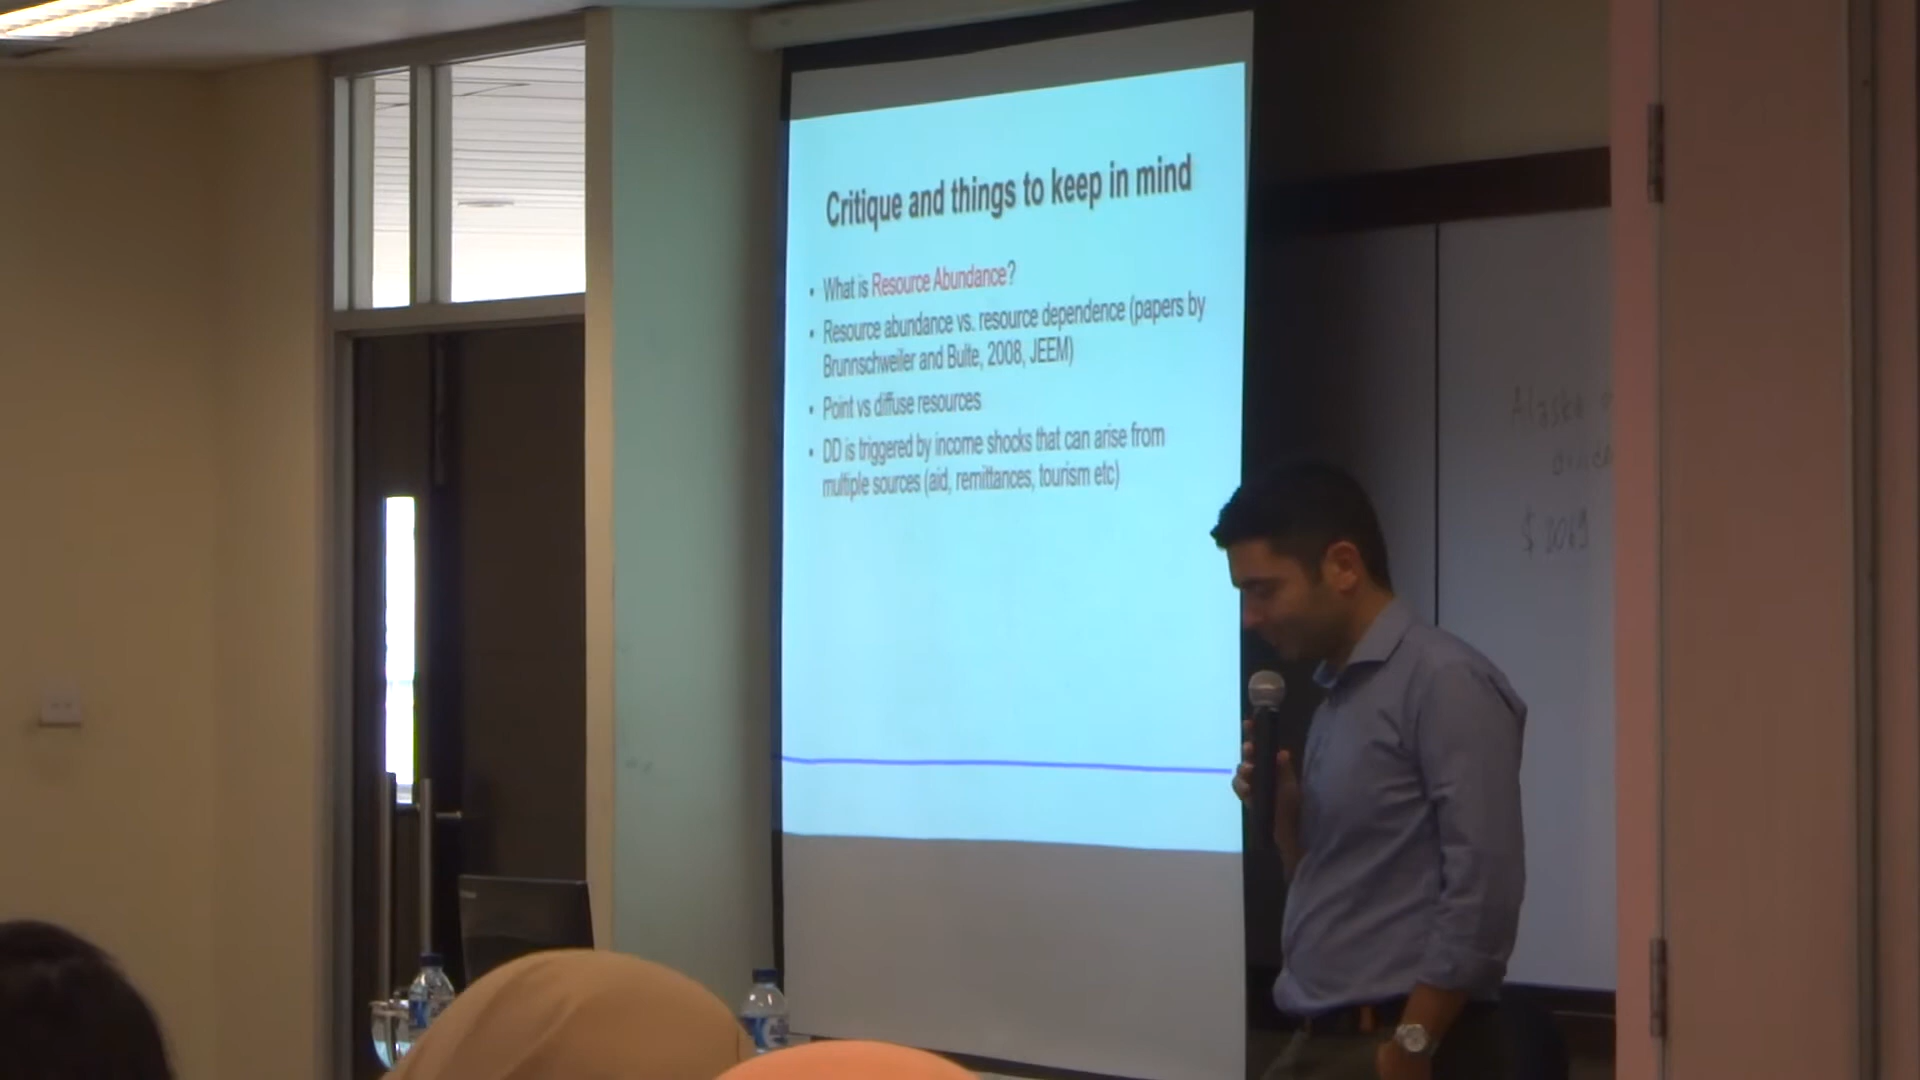 Critique and things to keep in mind
• What is Resource Abundance?
• Resource abundance vs. resource dependence (papers by
Brunnschweiler and Bulte, 2008, JEEM)
• Point vs diffuse resources
• DD is triggered by income shocks that can arise from
multiple sources (aid, remittances, tourism etc)
Alaska
$ 2069